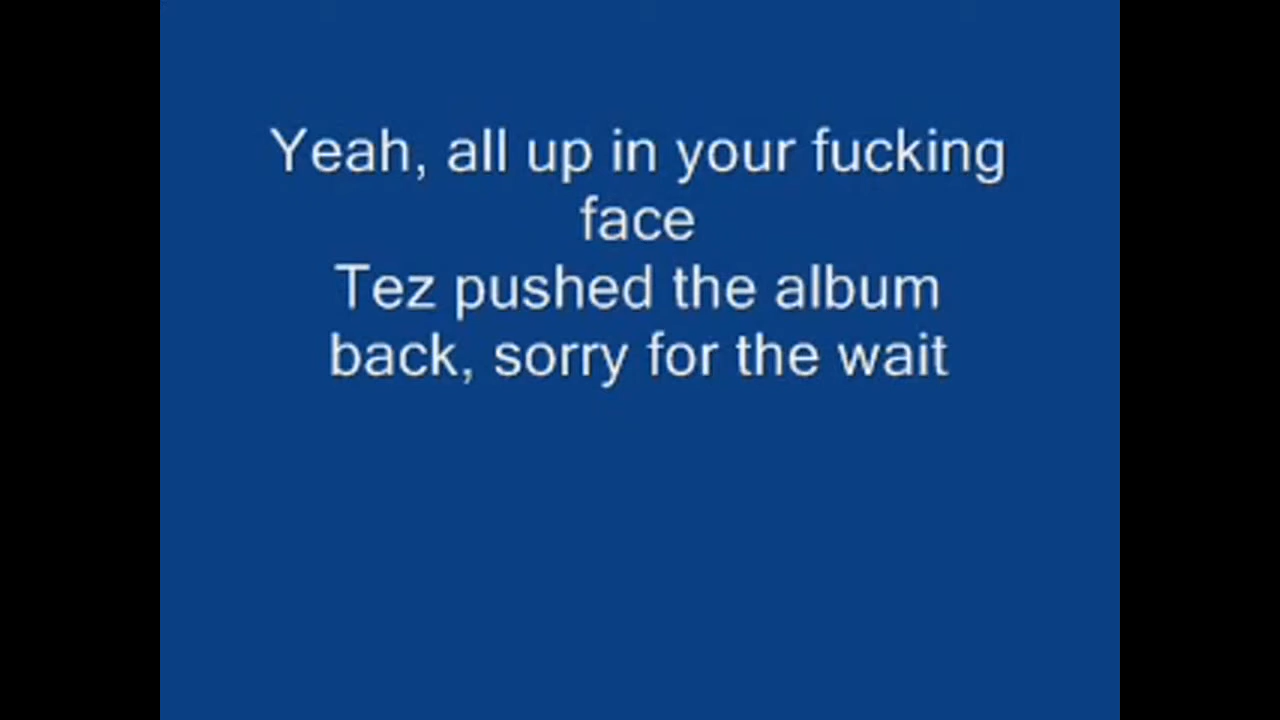 Yeah, all up in your fucking
face
Tez pushed the album
back, sorry for the wait